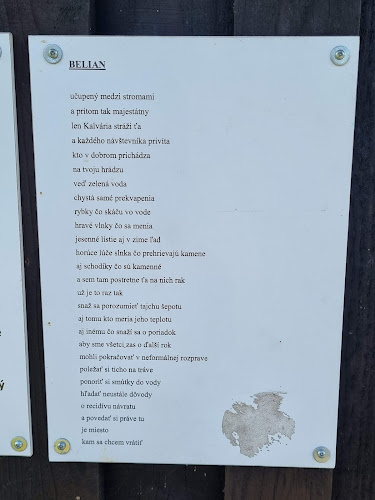 BELIAN
učupený medzi stromami
a pritom tak majestátny
len Kalvária stráži ťa
a každého návštevníka privíta
kto v dobrom prichádza
na tvoju hrádzu
veď zelená voda
chystá samé prekvapenia
rybky čo skáču vo vode
hravé vlnky čo sa menia
jesenné lístie aj v zime ľad
horúce lúče slnka čo prehrievajú kamene
aj schodíky čo sú kamenné
a sem tam postretne ťa na nich rak
už je to raz tak
snaž sa porozumieť tajchu šepotu
aj tomu kto meria jeho teplotu
aj inému čo snaží sa o poriadok
aby sme všetci zas o ďalší rok
mohli pokračovať v neformálnej rozprave
poležať si ticho na tráve
ponoriť si smútky do vody
hľadať neustále dôvody
o recidívu návratu
a povedať si práve tu
je miesto
kam sa chcem vrátiť
ý